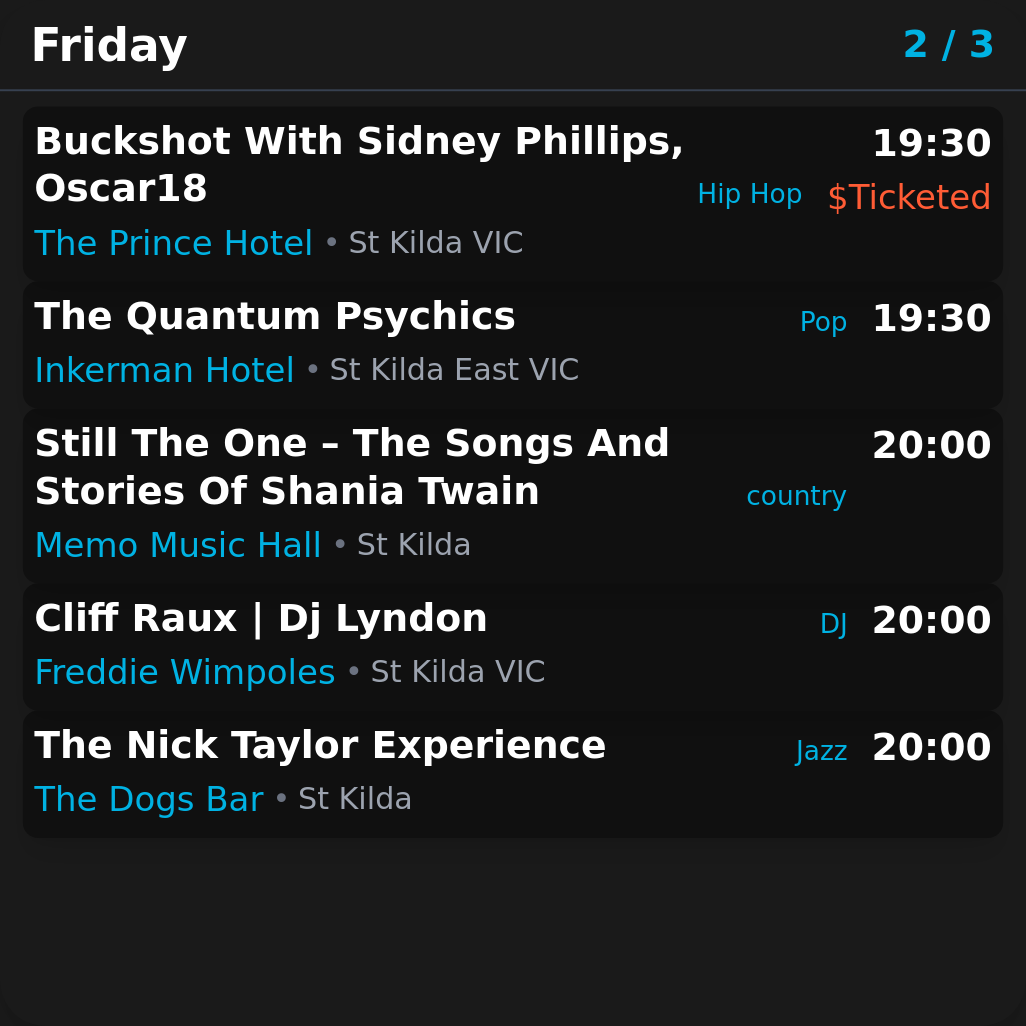 Friday 2 / 3
Buckshot With Sidney Phillips, 19:30
Oscar18 Hip Hop $Ticketed
The Prince Hotel • St Kilda VIC
The Quantum Psychics Pop 19:30
Inkerman Hotel • St Kilda East VIC
Still The One – The Songs And 20:00
Stories Of Shania Twain country
Memo Music Hall • St Kilda
Cliff Raux | Dj Lyndon DJ 20:00
Freddie Wimpoles • St Kilda VIC
The Nick Taylor Experience Jazz 20:00
The Dogs Bar • St Kilda